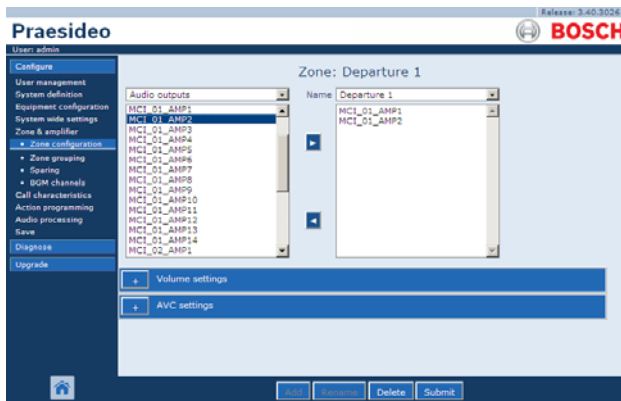 Release: 3.40.3026
Praesideo
BOSCH
User: admin
Configure
User management
System definition
Equipment configuration
System wide settings
Zone & amplifier
• Zone configuration
• Zone grouping
• Sparing
• BGM channels
Call characteristics
Action programming
Audio processing
Save
Diagnose
Upgrade
Zone: Departure 1
Audio outputs
MCI_01_AMP1
MCI_01_AMP2
MCI_01_AMP3
MCI_01_AMP4
MCI_01_AMP5
MCI_01_AMP6
MCI_01_AMP7
MCI_01_AMP8
MCI_01_AMP9
MCI_01_AMP10
MCI_01_AMP11
MCI_01_AMP12
MCI_01_AMP13
MCI_01_AMP14
MCI_02_AMP1
Name Departure 1
MCI_01_AMP1
MCI_01_AMP2
+ Volume settings
+ AVC settings
Add Rename Delete Submit